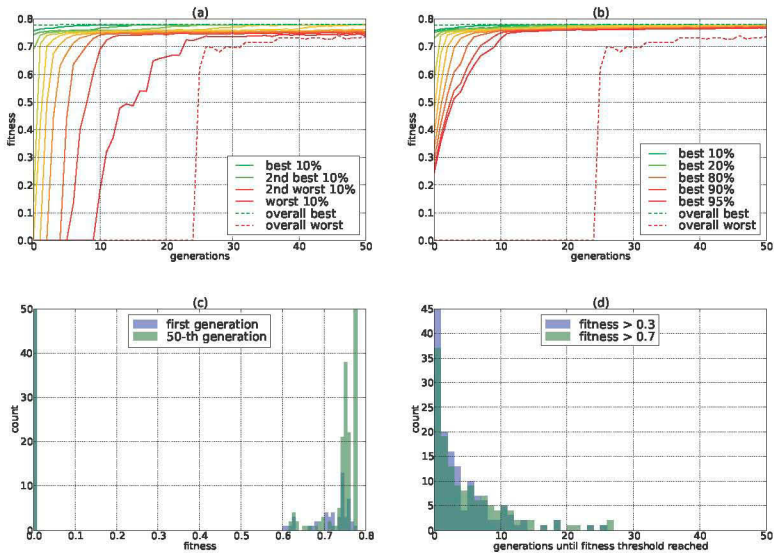 (a)
0.8
0.7
0.6
0.5
0.4
0.3
0.2
0.1
0.0
fitness
0 10 20 30 40 50
generations
best 10%
2nd best 10%
2nd worst 10%
worst 10%
overall best
overall worst
(b)
0.8
0.7
0.6
0.5
0.4
0.3
0.2
0.1
0.0
fitness
0 10 20 30 40 50
generations
best 10%
best 20%
best 80%
best 90%
best 95%
overall best
overall worst
(c)
50
40
30
20
10
0
count
0.0 0.1 0.2 0.3 0.4 0.5 0.6 0.7 0.8
fitness
first generation
50-th generation
(d)
45
40
35
30
25
20
15
10
5
0
count
0 10 20 30 40 50
generations until fitness threshold reached
fitness > 0.3
fitness > 0.7